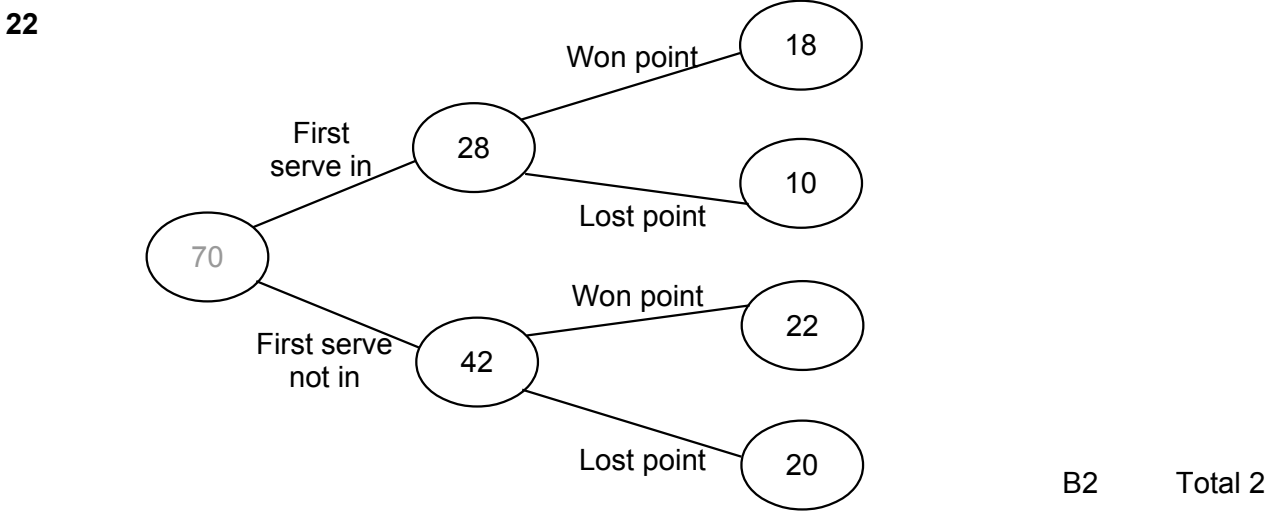 22
Won point
18
First
serve in
28
10
Lost point
70
Won point
22
First serve
not in
42
Lost point
20
B2
Total 2